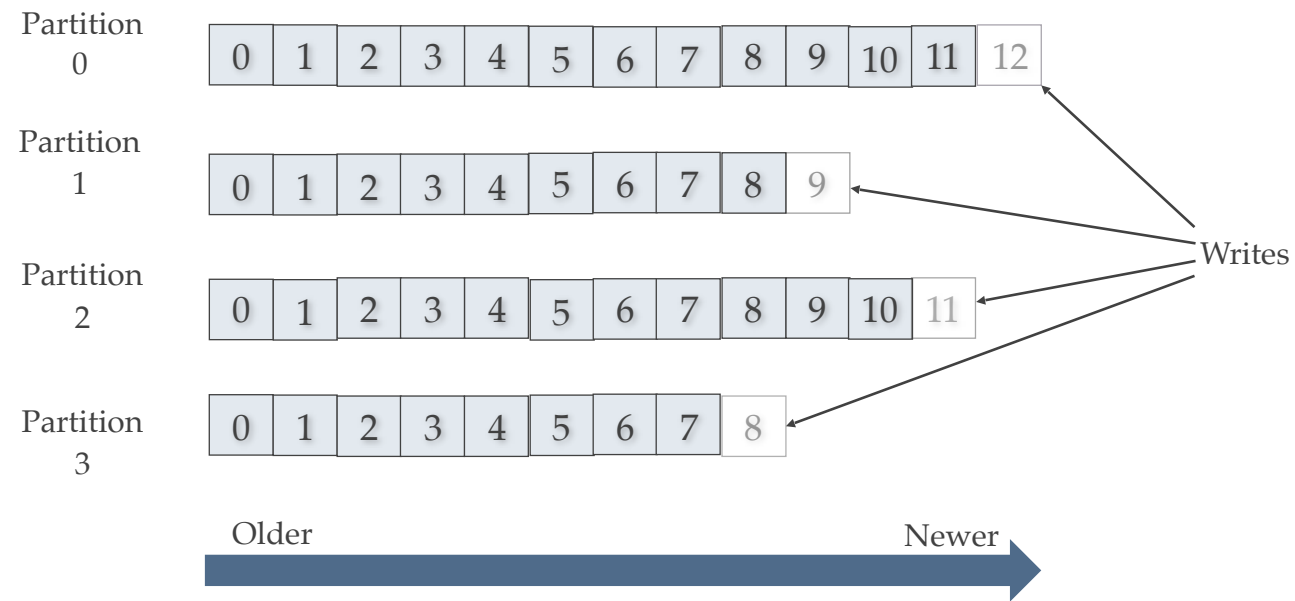 Partition
0
0 1 2 3 4 5 6 7 8 9 10 11 12
Partition
1
0 1 2 3 4 5 6 7 8 9
Partition
2
0 1 2 3 4 5 6 7 8 9 10 11
Writes
Partition
3
0 1 2 3 4 5 6 7 8
Older Newer